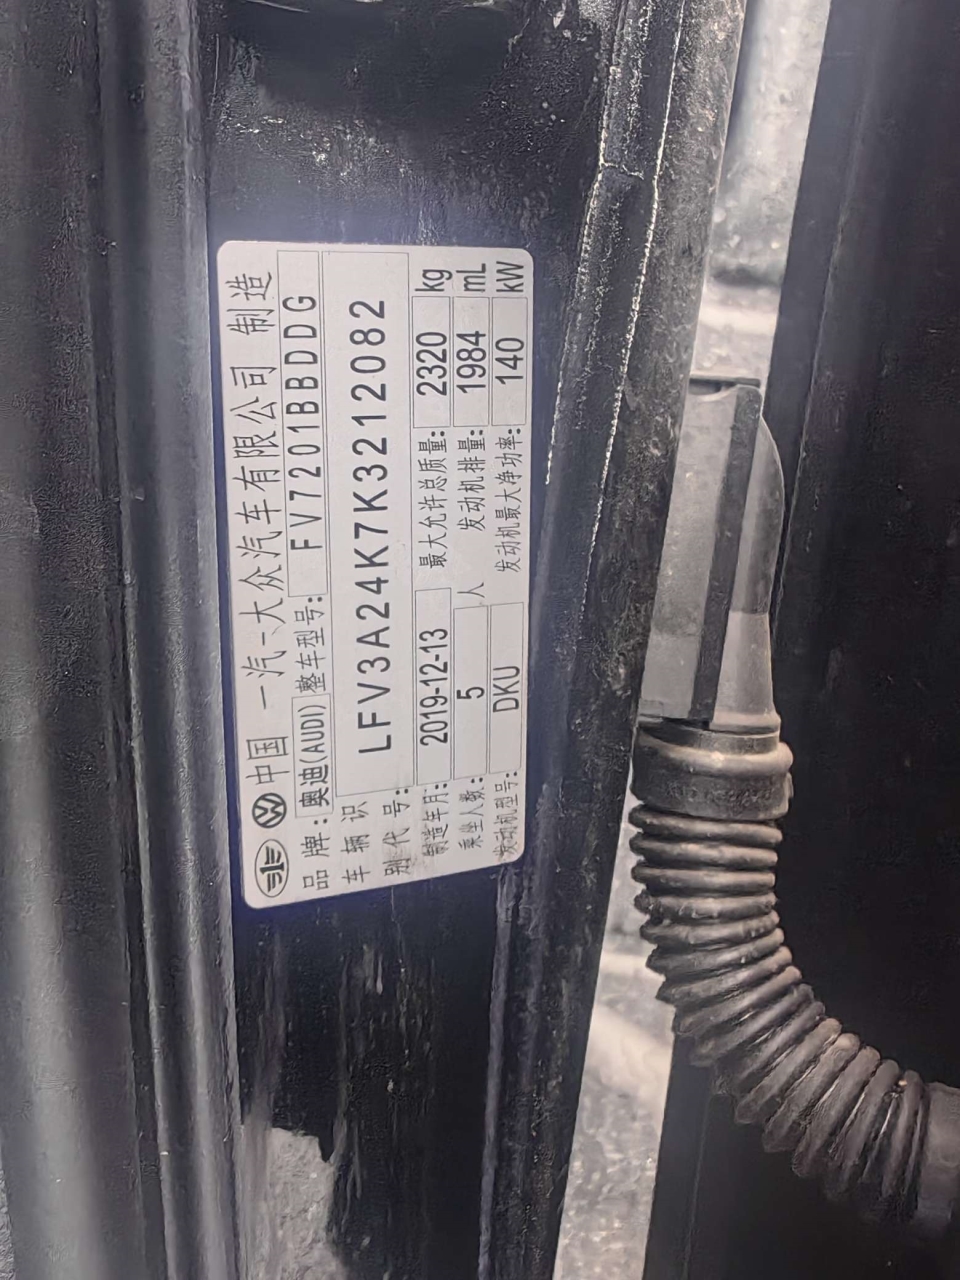 中国 一汽-大众汽车有限公司 制造
品牌: 奥迪(AUDI) 整车型号: FV7201BBDDG
车辆识别代号: LFV3A24K7K3212082
制造年月: 2019-12-13 最大允许总质量: 2320 kg
乘坐人数: 5 人 发动机排量: 1984 mL
发动机型号: DKU 发动机最大净功率: 140 kW